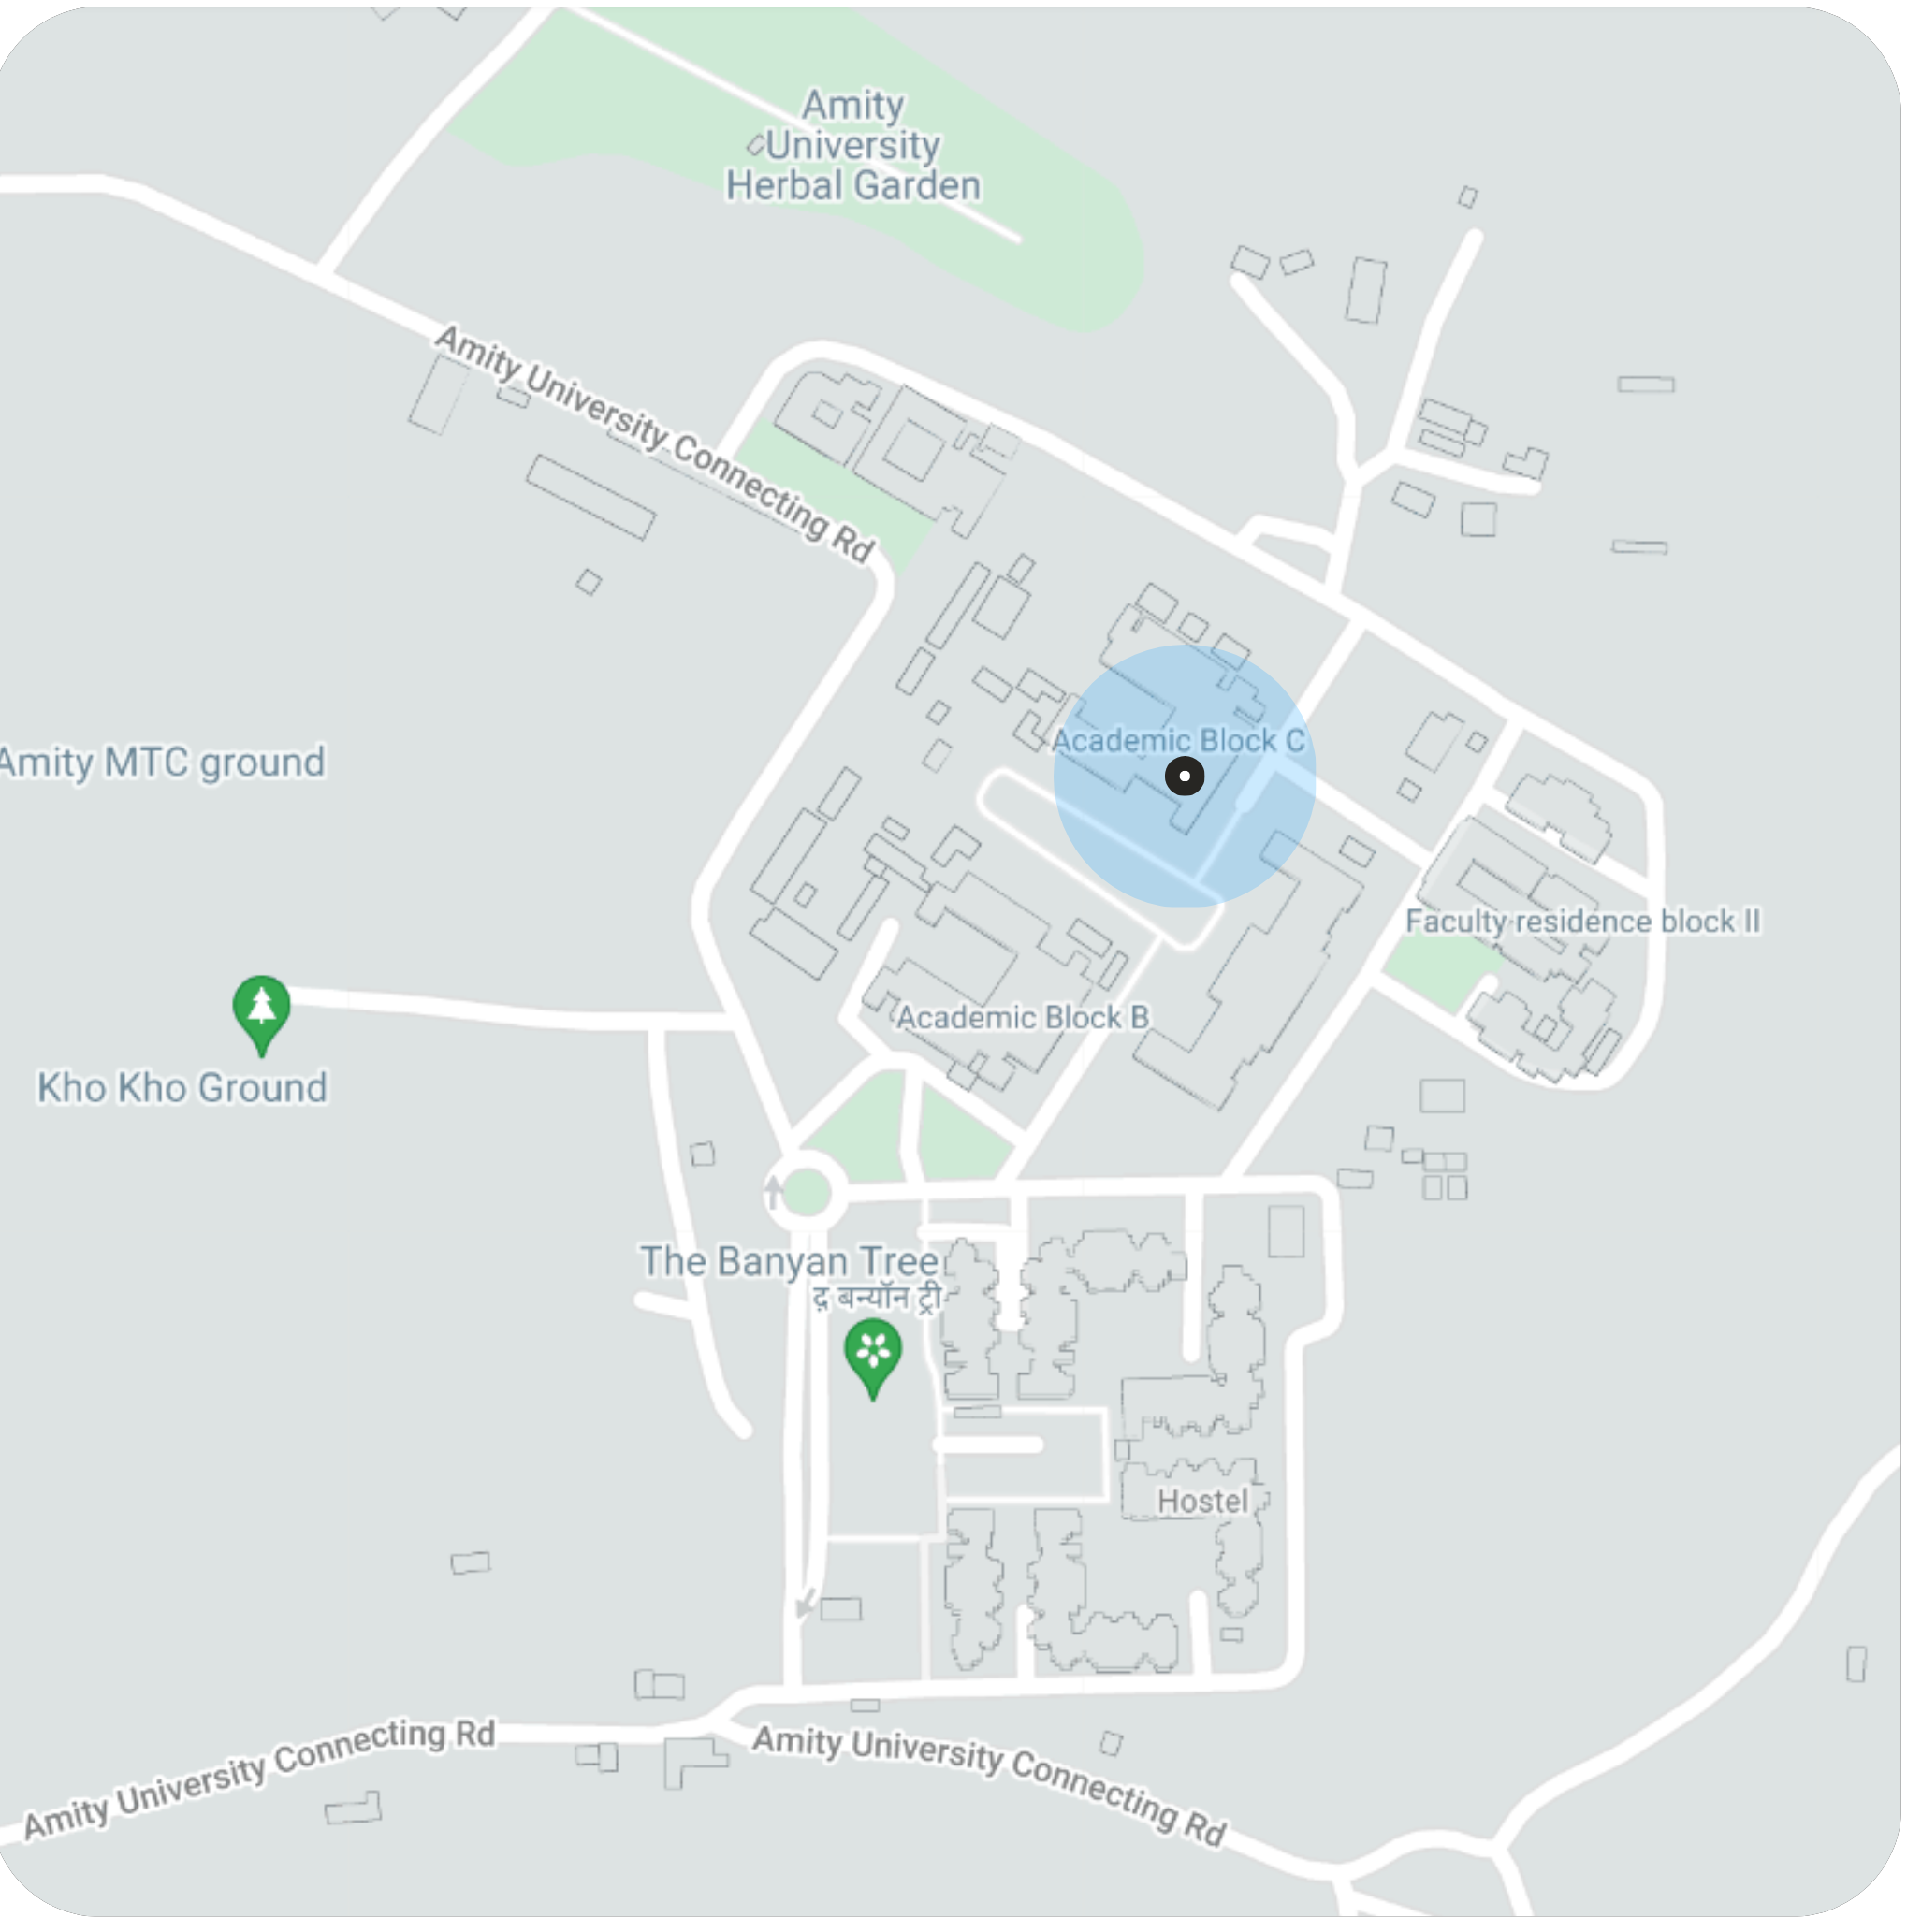 Amity
University
Herbal Garden
Amity University Connecting Rd
Academic Block C
Amity MTC ground
Faculty residence block II
Academic Block B
Kho Kho Ground
The Banyan Tree
द बन्यॉन ट्री
Hostel
Amity University Connecting Rd
Amity University Connecting Rd